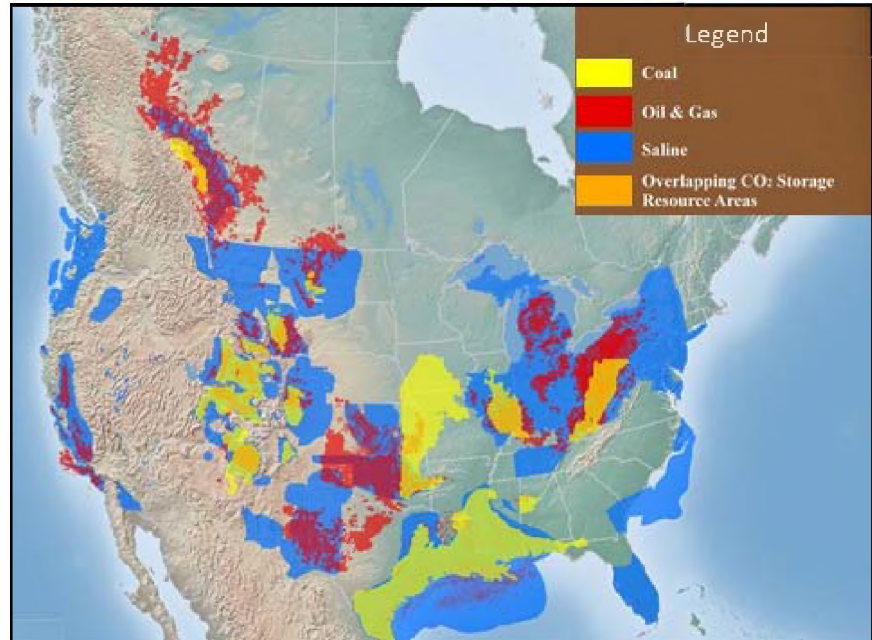 Legend
Coal
Oil & Gas
Saline
Overlapping CO₂ Storage
Resource Areas